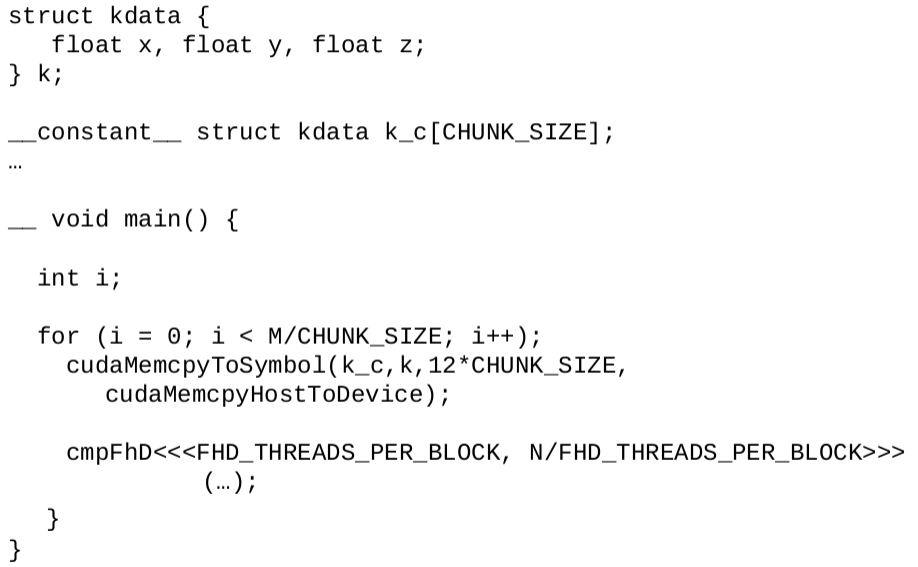 struct kdata {
   float x, float y, float z;
} k;

__constant__ struct kdata k_c[CHUNK_SIZE];
…

__ void main() {

  int i;

  for (i = 0; i < M/CHUNK_SIZE; i++);
    cudaMemcpyToSymbol(k_c,k,12*CHUNK_SIZE,
       cudaMemcpyHostToDevice);

    cmpFhD<<<FHD_THREADS_PER_BLOCK, N/FHD_THREADS_PER_BLOCK>>>
              (…);
   }
}